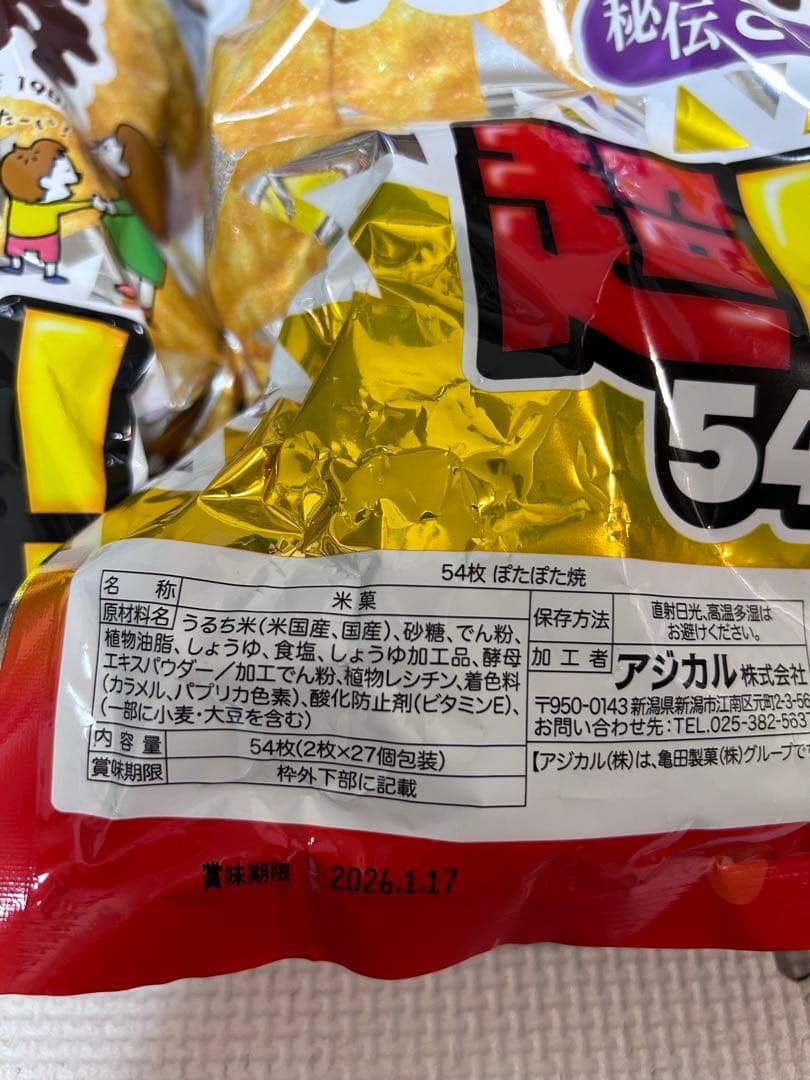 秘伝
たーい!
超
54
54枚 ぽたぽた焼
名 称 米菓
原材料名 うるち米(米国産、国産)、砂糖、でん粉、
植物油脂、しょうゆ、食塩、しょうゆ加工品、酵母
エキスパウダー/加工でん粉、植物レシチン、着色料
(カラメル、パプリカ色素)、酸化防止剤(ビタミンE)、
(一部に小麦・大豆を含む)
内容量 54枚(2枚×27個包装)
賞味期限 枠外下部に記載
保存方法 直射日光、高温多湿は
お避けください。
加工者 アジカル株式会社
〒950-0143 新潟県新潟市江南区元町2-3-56
お問い合わせ先:TEL.025-382-563
【アジカル(株)は、亀田製菓(株)グループで
賞味期限 2026.1.17